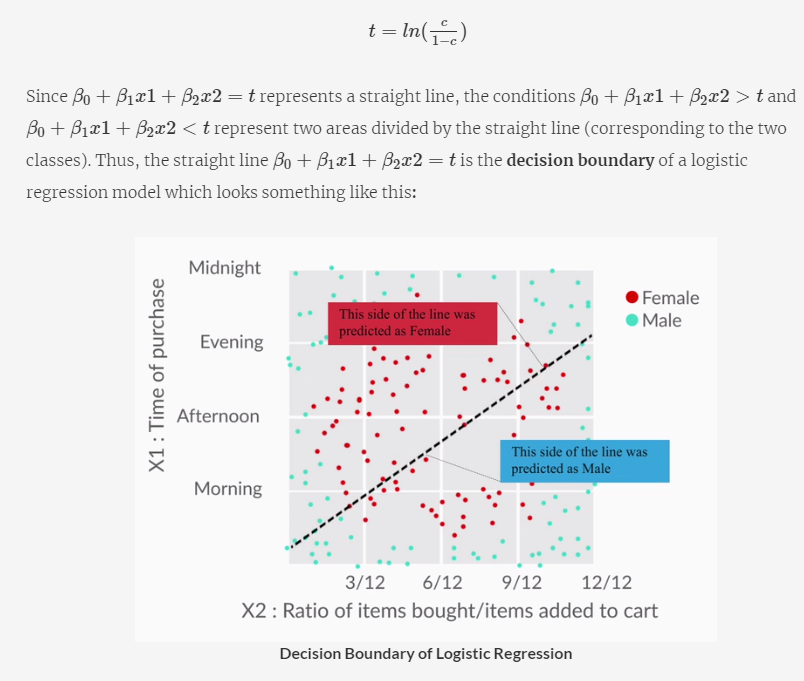 t = ln(c/1−c)
Since β0 + β1x1 + β2x2 = t represents a straight line, the conditions β0 + β1x1 + β2x2 > t and
β0 + β1x1 + β2x2 < t represent two areas divided by the straight line (corresponding to the two
classes). Thus, the straight line β0 + β1x1 + β2x2 = t is the decision boundary of a logistic
regression model which looks something like this:
Midnight
Evening
Afternoon
Morning
X1 : Time of purchase
This side of the line was
predicted as Female
Female
Male
This side of the line was
predicted as Male
3/12 6/12 9/12 12/12
X2 : Ratio of items bought/items added to cart
Decision Boundary of Logistic Regression